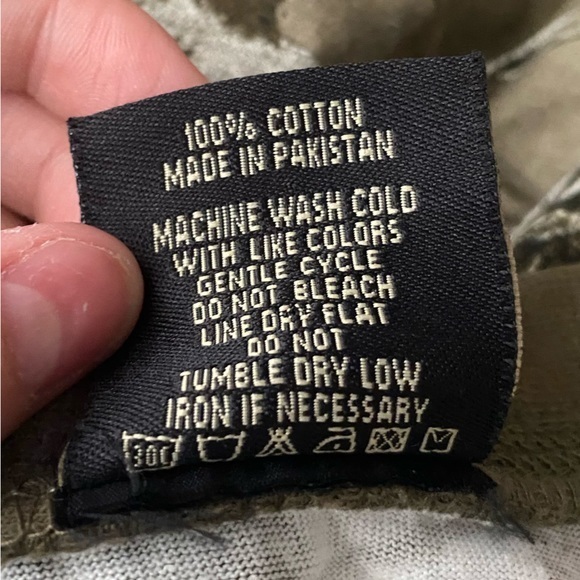 100% COTTON
MADE IN PAKISTAN
MACHINE WASH COLD
WITH LIKE COLORS
GENTLE CYCLE
DO NOT BLEACH
LINE DRY FLAT
DO NOT
TUMBLE DRY LOW
IRON IF NECESSARY
30C